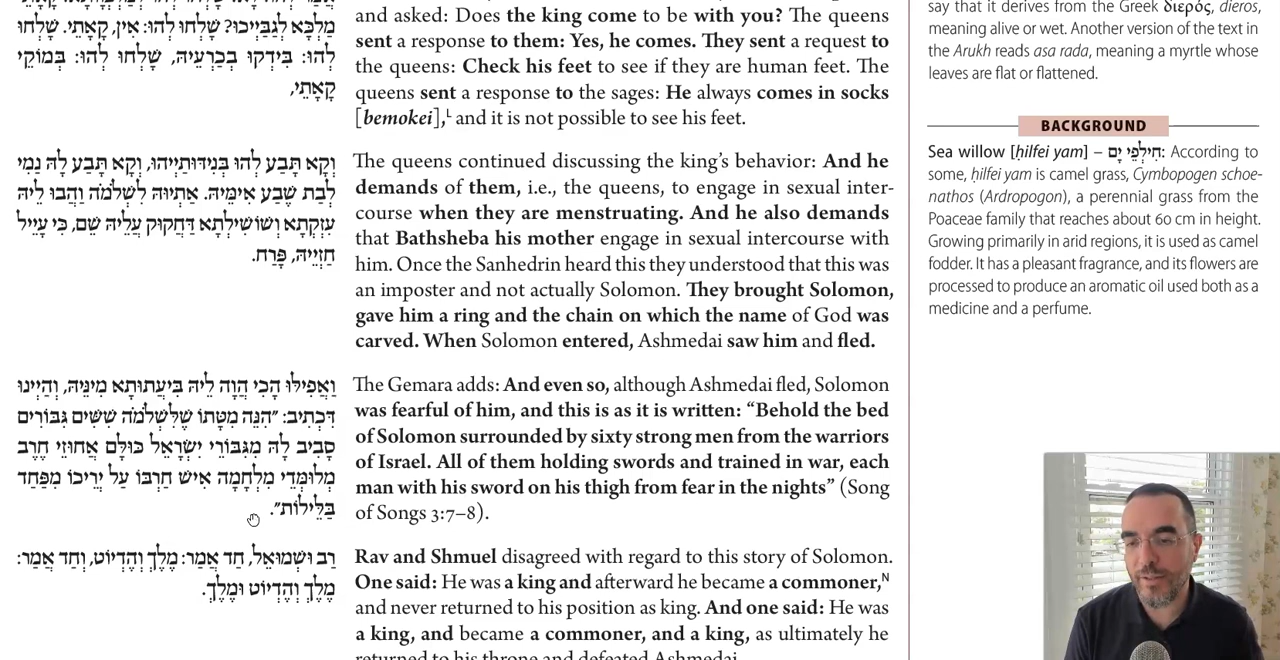 מַלְכָּא לְגַבַּיְיכוּ? שְׁלַחוּ לְהוּ: אִין, קָאָתֵי. שְׁלַחוּ
לְהוּ: בִּידְקוּ בְּכַרְעֵיהּ, שְׁלַחוּ לְהוּ: בְּמוֹקֵי
קָאָתֵי,
וְקָא תָּבַע לְהוּ בְּנִידּוּתַיְיהוּ, וְקָא תָּבַע לָהּ נַמִי
לְבַת שֶׁבַע אִימֵּיהּ. אַתְיוּהּ לִשְׁלֹמֹה וַהֲבוּ לֵיהּ
עִזְקְתָא וְשׁוֹשִׁילְתָא דַּחֲקוּק עֲלֵיהּ שֵׁם, כִּי עָיֵיל
חַזְיֵיהּ, פְּרַח.
וַאֲפִילּוּ הָכִי הֲוָה לֵיהּ בִּיעֲתוּתָא מִינֵּיהּ, וְהַיְינוּ
דִּכְתִיב: ״הִנֵּה מִטָּתוֹ שֶׁלִּשְׁלֹמֹה שִׁשִּׁים גִּבּוֹרִים
סָבִיב לָהּ מִגִּבּוֹרֵי יִשְׂרָאֵל כּוּלָּם אֲחוּזֵי חֶרֶב
מְלוּמְּדֵי מִלְחָמָה אִישׁ חַרְבּוֹ עַל יְרֵיכוֹ מִפַּחַד
בַּלֵּילוֹת״.
רַב וּשְׁמוּאֵל, חַד אֲמַר: מֶלֶךְ וְהֶדְיוֹט, וְחַד אֲמַר:
מֶלֶךְ וְהֶדְיוֹט וּמֶלֶךְ.
and asked: Does the king come to be with you? The queens
sent a response to them: Yes, he comes. They sent a request to
the queens: Check his feet to see if they are human feet. The
queens sent a response to the sages: He always comes in socks
[bemokei],ᴸ and it is not possible to see his feet.
The queens continued discussing the king's behavior: And he
demands of them, i.e., the queens, to engage in sexual inter-
course when they are menstruating. And he also demands
that Bathsheba his mother engage in sexual intercourse with
him. Once the Sanhedrin heard this they understood that this was
an imposter and not actually Solomon. They brought Solomon,
gave him a ring and the chain on which the name of God was
carved. When Solomon entered, Ashmedai saw him and fled.
The Gemara adds: And even so, although Ashmedai fled, Solomon
was fearful of him, and this is as it is written: “Behold the bed
of Solomon surrounded by sixty strong men from the warriors
of Israel. All of them holding swords and trained in war, each
man with his sword on his thigh from fear in the nights” (Song
of Songs 3:7–8).
Rav and Shmuel disagreed with regard to this story of Solomon.
One said: He was a king and afterward he became a commoner,ᴺ
and never returned to his position as king. And one said: He was
a king, and became a commoner, and a king, as ultimately he
returned to his throne and defeated Ashmedai.
say that it derives from the Greek διερός, dieros,
meaning alive or wet. Another version of the text in
the Arukh reads asa rada, meaning a myrtle whose
leaves are flat or flattened.
BACKGROUND
Sea willow [ḥilfei yam] – חִילְפֵי יָם: According to
some, ḥilfei yam is camel grass, Cymbopogen schoe-
nathos (Ardropogon), a perennial grass from the
Poaceae family that reaches about 60 cm in height.
Growing primarily in arid regions, it is used as camel
fodder. It has a pleasant fragrance, and its flowers are
processed to produce an aromatic oil used both as a
medicine and a perfume.